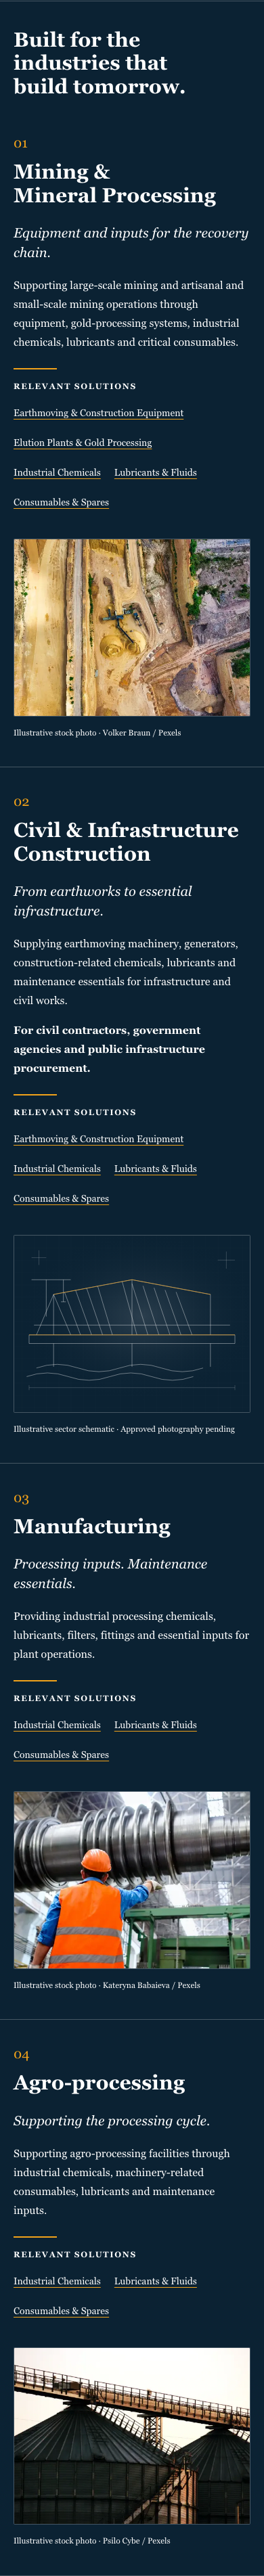 Built for the
industries that
build tomorrow.
01
Mining &
Mineral Processing
Equipment and inputs for the recovery
chain.
Supporting large-scale mining and artisanal and
small-scale mining operations through
equipment, gold-processing systems, industrial
chemicals, lubricants and critical consumables.
RELEVANT SOLUTIONS
Earthmoving & Construction Equipment
Elution Plants & Gold Processing
Industrial Chemicals Lubricants & Fluids
Consumables & Spares
Illustrative stock photo · Volker Braun / Pexels
02
Civil & Infrastructure
Construction
From earthworks to essential
infrastructure.
Supplying earthmoving machinery, generators,
construction-related chemicals, lubricants and
maintenance essentials for infrastructure and
civil works.
For civil contractors, government
agencies and public infrastructure
procurement.
RELEVANT SOLUTIONS
Earthmoving & Construction Equipment
Industrial Chemicals Lubricants & Fluids
Consumables & Spares
Illustrative sector schematic · Approved photography pending
03
Manufacturing
Processing inputs. Maintenance
essentials.
Providing industrial processing chemicals,
lubricants, filters, fittings and essential inputs for
plant operations.
RELEVANT SOLUTIONS
Industrial Chemicals Lubricants & Fluids
Consumables & Spares
Illustrative stock photo · Kateryna Babaieva / Pexels
04
Agro-processing
Supporting the processing cycle.
Supporting agro-processing facilities through
industrial chemicals, machinery-related
consumables, lubricants and maintenance
inputs.
RELEVANT SOLUTIONS
Industrial Chemicals Lubricants & Fluids
Consumables & Spares
Illustrative stock photo · Psilo Cybe / Pexels